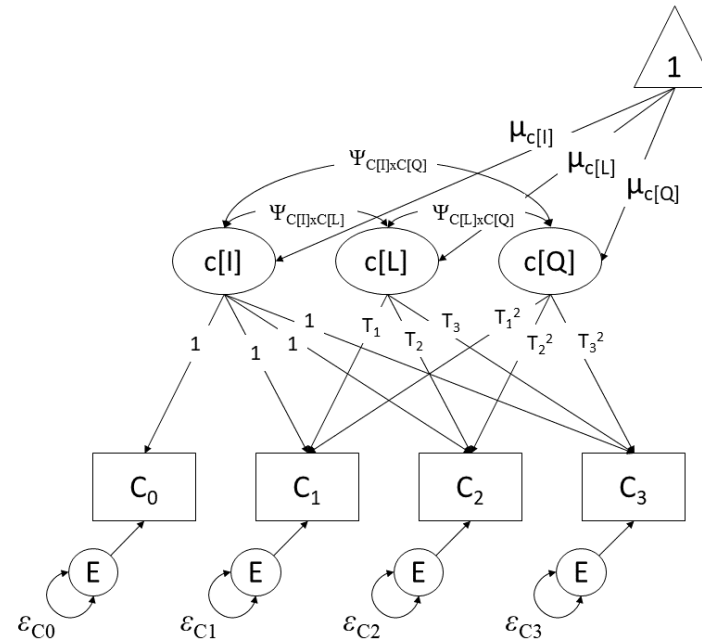 1
μc[I]
μc[L]
μc[Q]
ΨC[I]xC[Q]
ΨC[I]xC[L] ΨC[L]xC[Q]
c[I] c[L] c[Q]
1 1 1 1 T₁ T₂ T₃ T₁² T₂² T₃²
C₀ C₁ C₂ C₃
E E E E
εC0 εC1 εC2 εC3